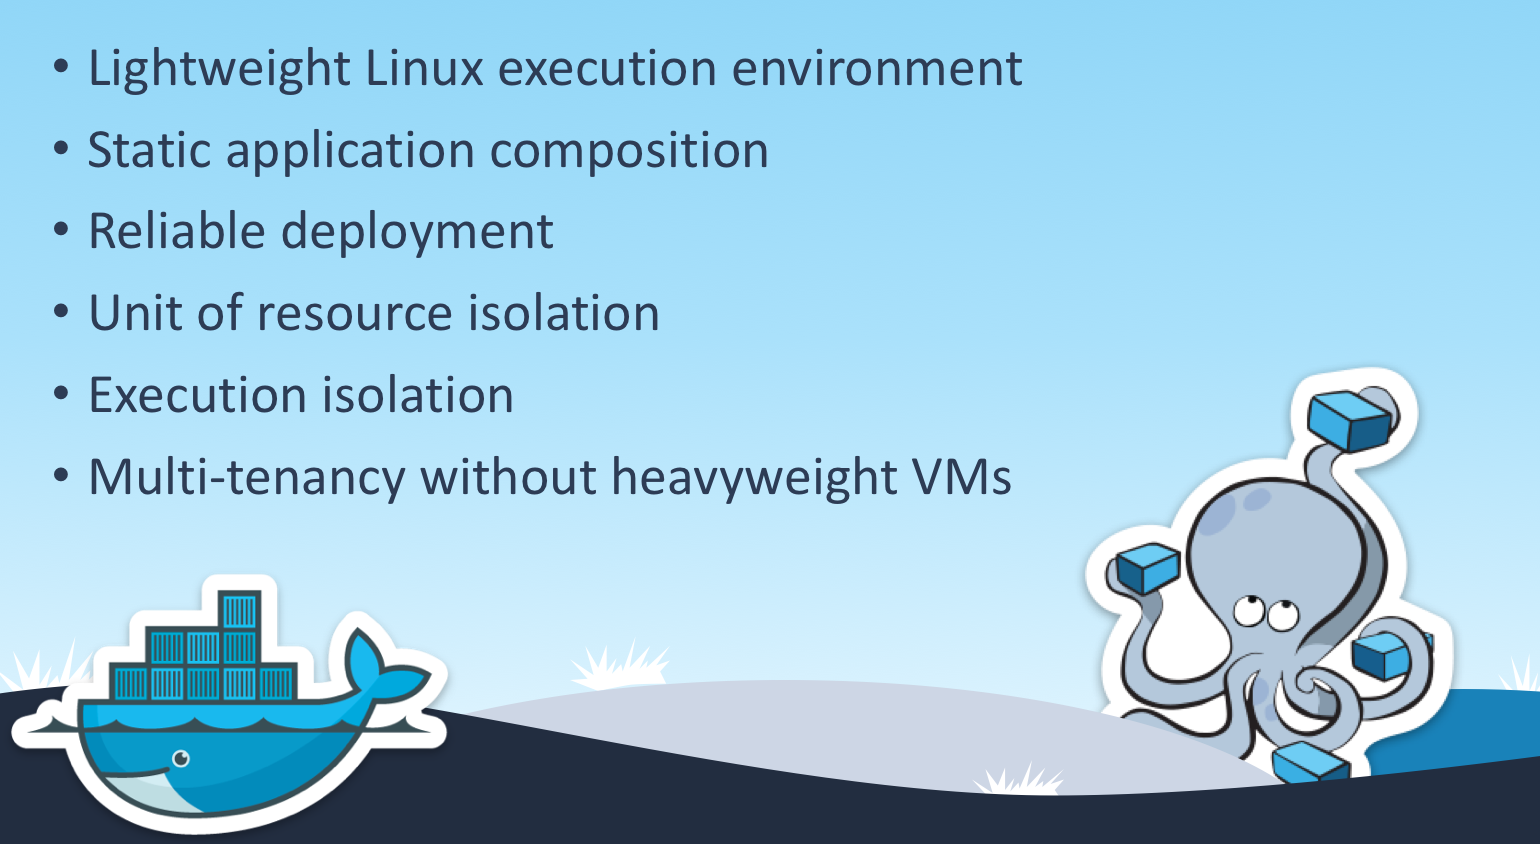 • Lightweight Linux execution environment
• Static application composition
• Reliable deployment
• Unit of resource isolation
• Execution isolation
• Multi-tenancy without heavyweight VMs